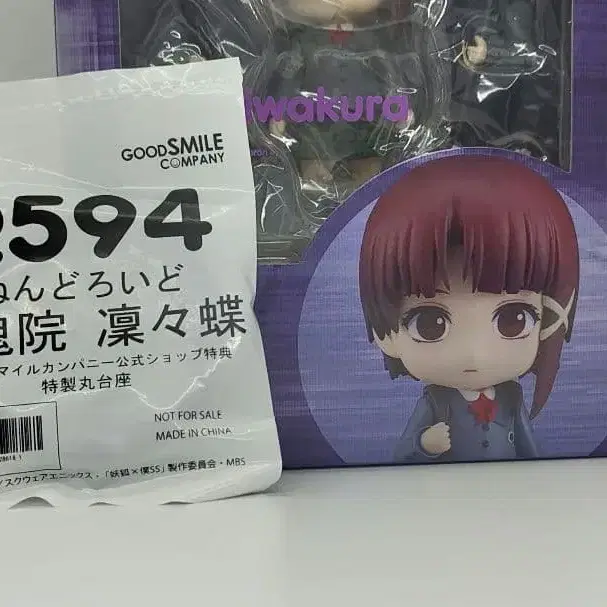 Iwakura
GOODSMILE
COMPANY
2594
ねんどろいど
鬼院 凜々蝶
マイルカンパニー公式ショップ特典
特製丸台座
NOT FOR SALE
MADE IN CHINA
スクウェアエニックス・「妖狐×僕SS」製作委員会・MBS